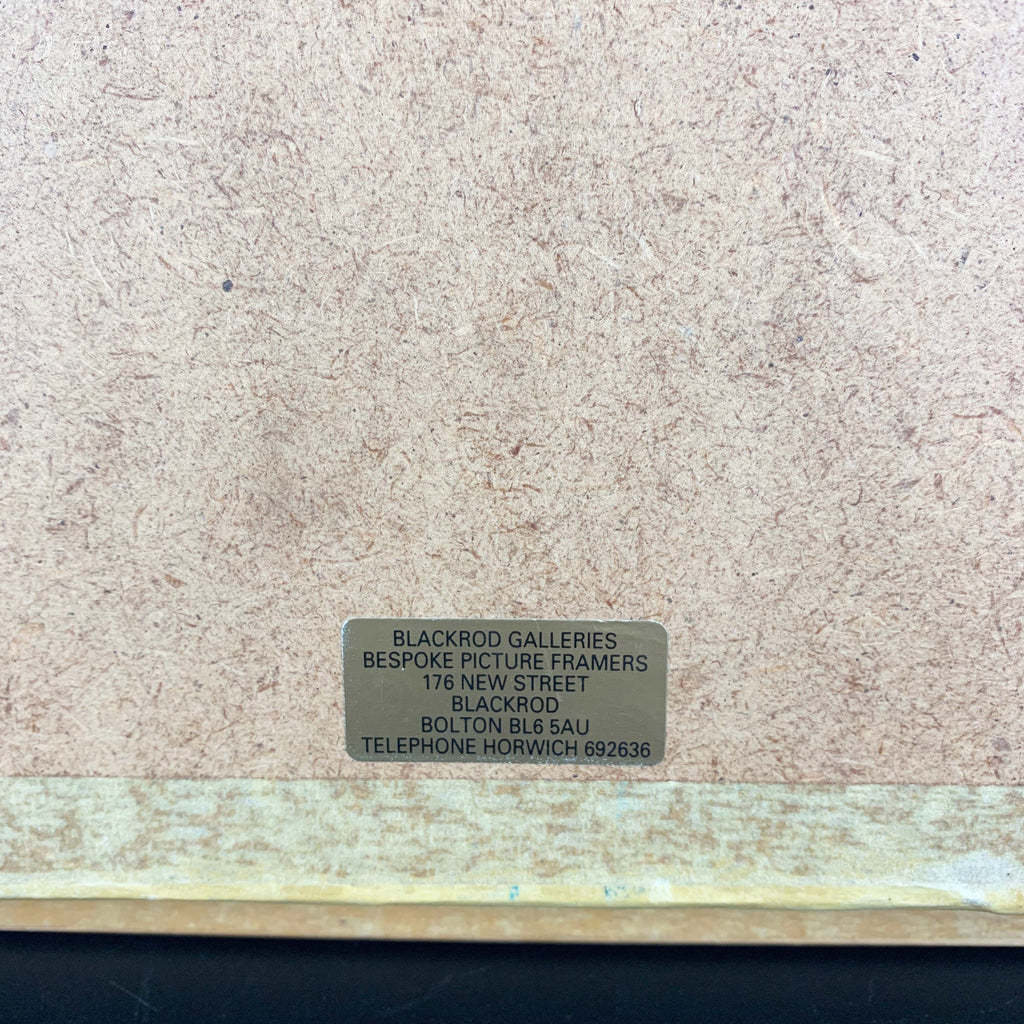 BLACKROD GALLERIES
BESPOKE PICTURE FRAMERS
176 NEW STREET
BLACKROD
BOLTON BL6 5AU
TELEPHONE HORWICH 692636